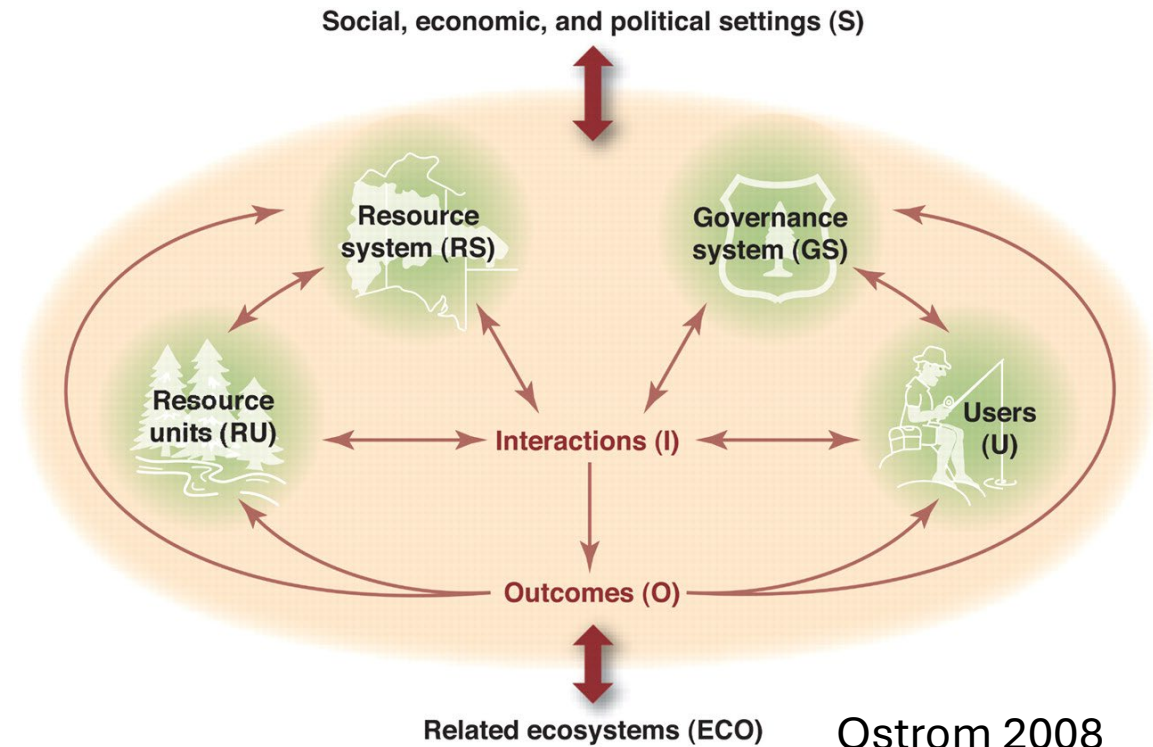 Social, economic, and political settings (S)
Resource
system (RS)
Governance
system (GS)
Resource
units (RU)
Users
(U)
Interactions (I)
Outcomes (O)
Related ecosystems (ECO)
Ostrom 2008